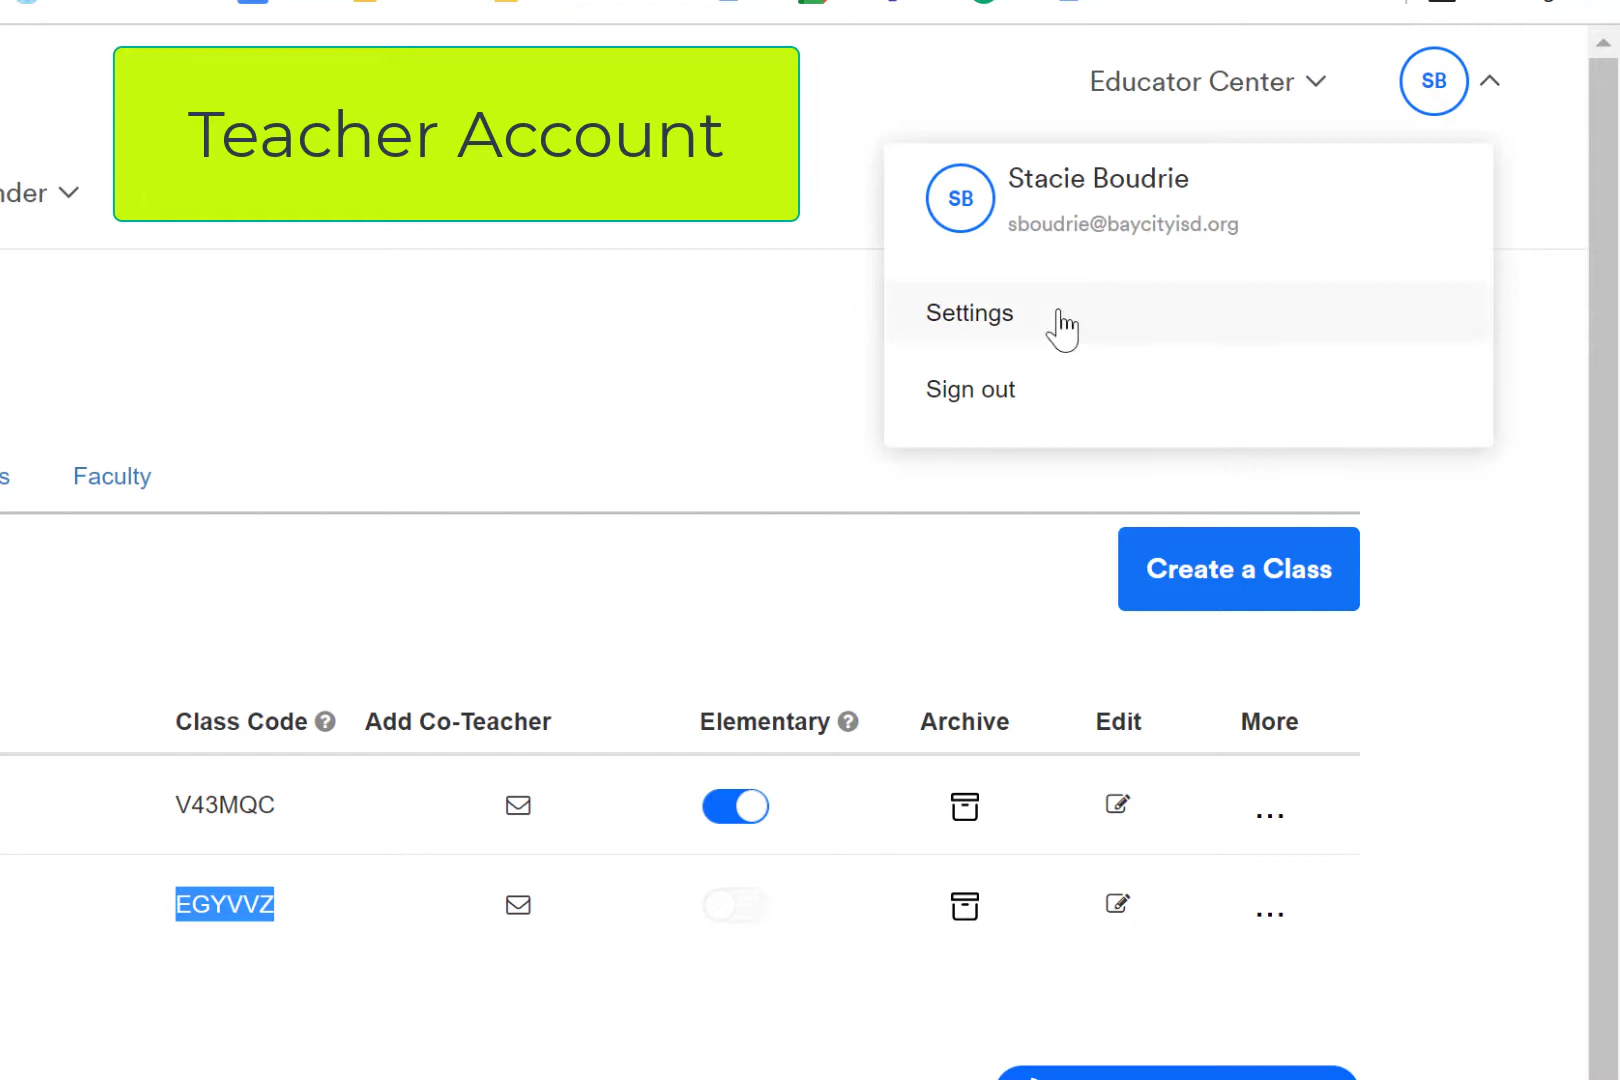 Teacher Account
Educator Center
SB
nder
SB
Stacie Boudrie
sboudrie@baycityisd.org
Settings
Sign out
s
Faculty
Create a Class
Class Code ? Add Co-Teacher Elementary ? Archive Edit More
V43MQC ...
EGYVVZ ...